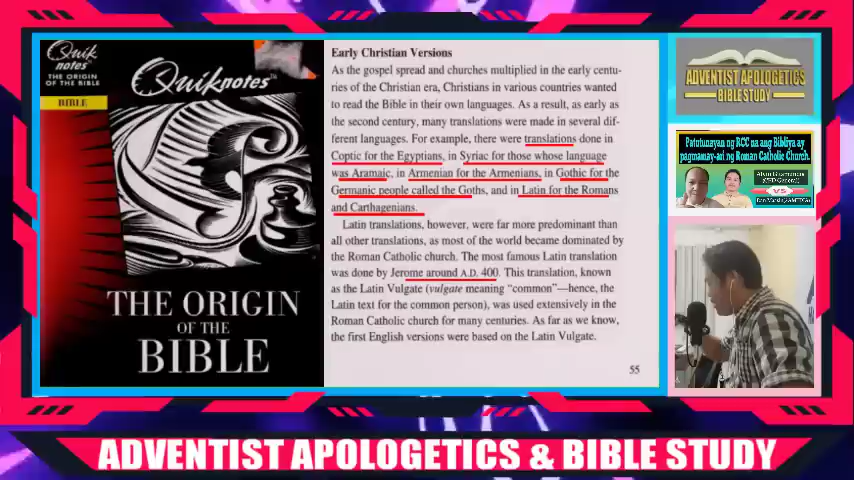 Quik
notes
THE ORIGIN
OF THE BIBLE
BIBLE
Quiknotes™
THE ORIGIN
OF THE
BIBLE
Early Christian Versions
As the gospel spread and churches multiplied in the early centu-
ries of the Christian era, Christians in various countries wanted
to read the Bible in their own languages. As a result, as early as
the second century, many translations were made in several dif-
ferent languages. For example, there were translations done in
Coptic for the Egyptians, in Syriac for those whose language
was Aramaic, in Armenian for the Armenians, in Gothic for the
Germanic people called the Goths, and in Latin for the Romans
and Carthagenians.
Latin translations, however, were far more predominant than
all other translations, as most of the world became dominated by
the Roman Catholic church. The most famous Latin translation
was done by Jerome around A.D. 400. This translation, known
as the Latin Vulgate (vulgate meaning “common”—hence, the
Latin text for the common person), was used extensively in the
Roman Catholic church for many centuries. As far as we know,
the first English versions were based on the Latin Vulgate.
55
ADVENTIST APOLOGETICS
BIBLE STUDY
Patutunayan ng RCC na ang Bibliya ay
pagmamay-ari ng Roman Catholic Church.
VS
ADVENTIST APOLOGETICS & BIBLE STUDY